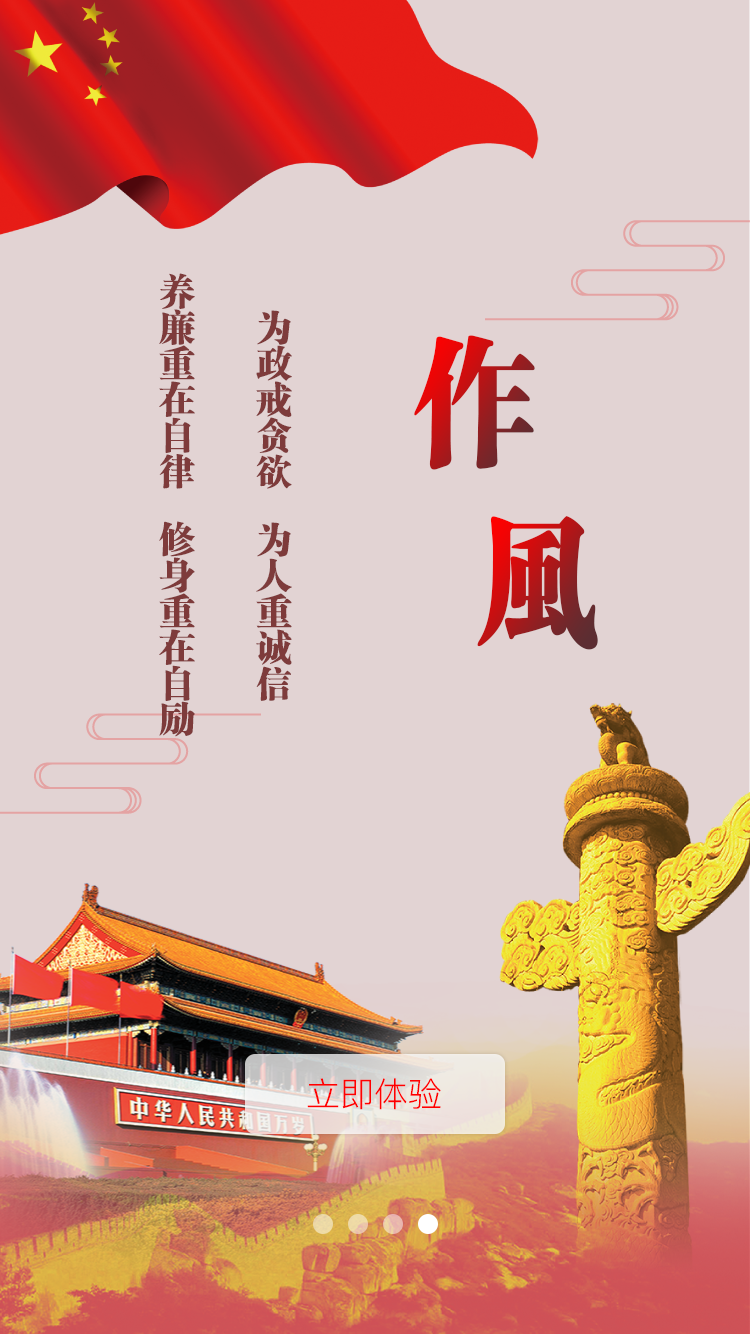 作風
为政戒贪欲 为人重诚信
养廉重在自律 修身重在自励
中华人民共和国万岁
立即体验